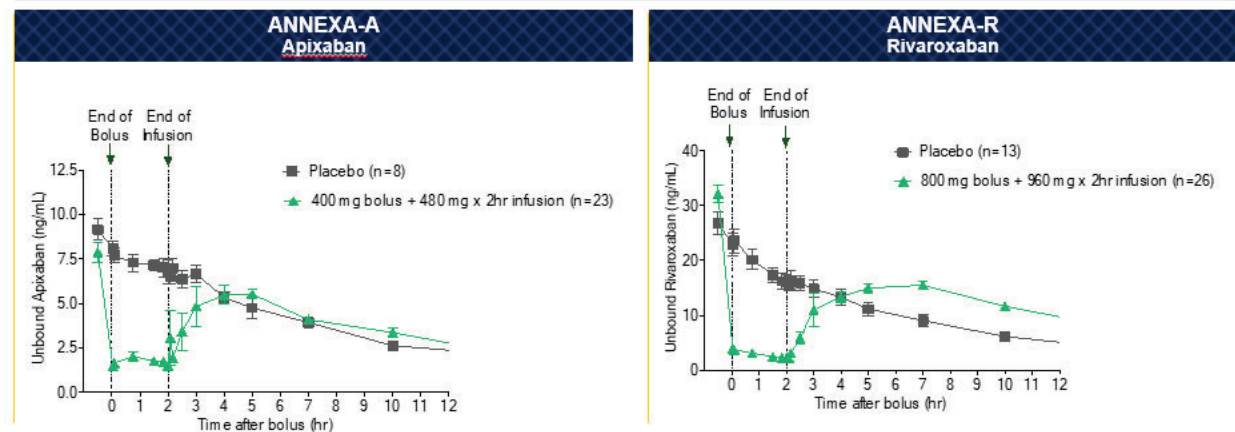 ANNEXA-A
Apixaban
End of
Bolus
End of
Infusion
Placebo (n=8)
400 mg bolus + 480 mg x 2hr infusion (n=23)
Unbound Apixaban (ng/mL)
12.5
10.0
7.5
5.0
2.5
0.0
0 1 2 3 4 5 6 7 8 9 10 11 12
Time after bolus (hr)
ANNEXA-R
Rivaroxaban
End of
Bolus
End of
Infusion
Placebo (n=13)
800 mg bolus + 960 mg x 2hr infusion (n=26)
Unbound Rivaroxaban (ng/mL)
40
30
20
10
0
0 1 2 3 4 5 6 7 8 9 10 11 12
Time after bolus (hr)